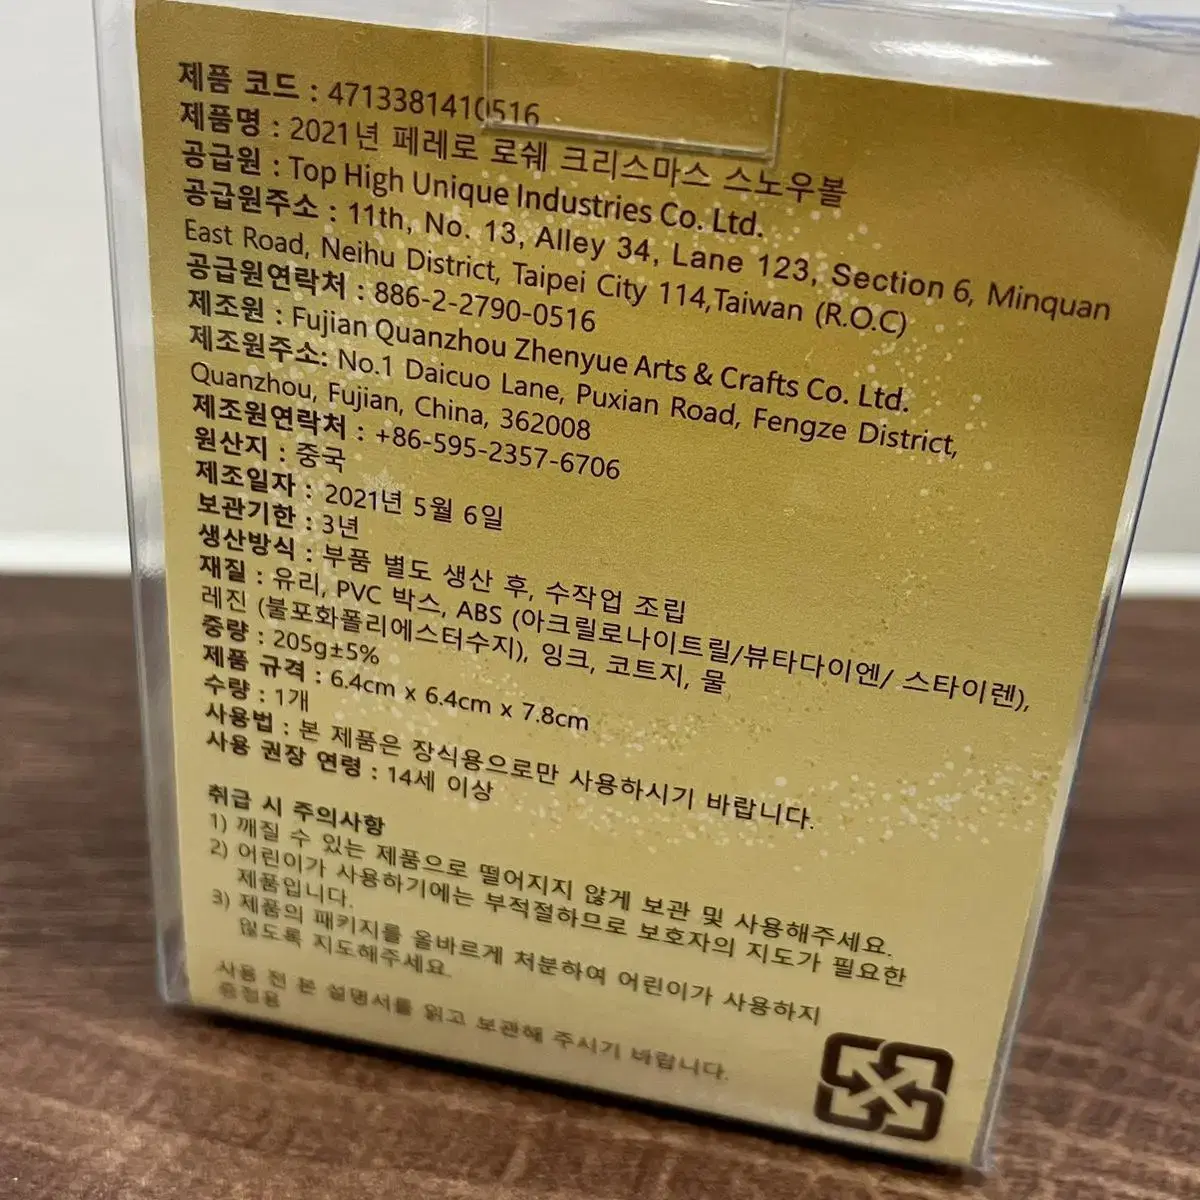 제품 코드 : 4713381410516
제품명 : 2021년 페레로 로쉐 크리스마스 스노우볼
공급원 : Top High Unique Industries Co. Ltd.
공급원주소 : 11th, No. 13, Alley 34, Lane 123, Section 6, Minquan
East Road, Neihu District, Taipei City 114,Taiwan (R.O.C)
공급원연락처 : 886-2-2790-0516
제조원 : Fujian Quanzhou Zhenyue Arts & Crafts Co. Ltd.
제조원주소: No.1 Daicuo Lane, Puxian Road, Fengze District,
Quanzhou, Fujian, China, 362008
제조원연락처 : +86-595-2357-6706
원산지 : 중국
제조일자 : 2021년 5월 6일
보관기한 : 3년
생산방식 : 부품 별도 생산 후, 수작업 조립
재질 : 유리, PVC 박스, ABS (아크릴로나이트릴/뷰타다이엔/ 스타이렌),
레진 (불포화폴리에스터수지), 잉크, 코트지, 물
중량 : 205g±5%
제품 규격 : 6.4cm x 6.4cm x 7.8cm
수량 : 1개
사용법 : 본 제품은 장식용으로만 사용하시기 바랍니다.
사용 권장 연령 : 14세 이상
취급 시 주의사항
1) 깨질 수 있는 제품으로 떨어지지 않게 보관 및 사용해주세요.
2) 어린이가 사용하기에는 부적절하므로 보호자의 지도가 필요한
제품입니다.
3) 제품의 패키지를 올바르게 처분하여 어린이가 사용하지
않도록 지도해주세요.
사용 전 본 설명서를 읽고 보관해 주시기 바랍니다.
증정용